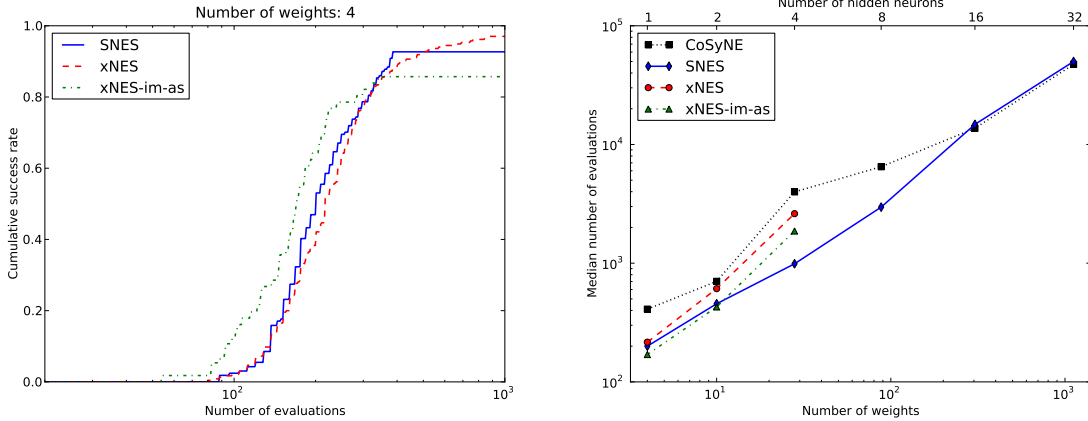 Number of weights: 4
1.0
0.8
0.6
0.4
0.2
0.0
Cumulative success rate
SNES
xNES
xNES-im-as
10^2
10^3
Number of evaluations
Number of hidden neurons
1 2 4 8 16 32
10^5
10^4
10^3
10^2
Median number of evaluations
CoSyNE
SNES
xNES
xNES-im-as
10^1
10^2
10^3
Number of weights